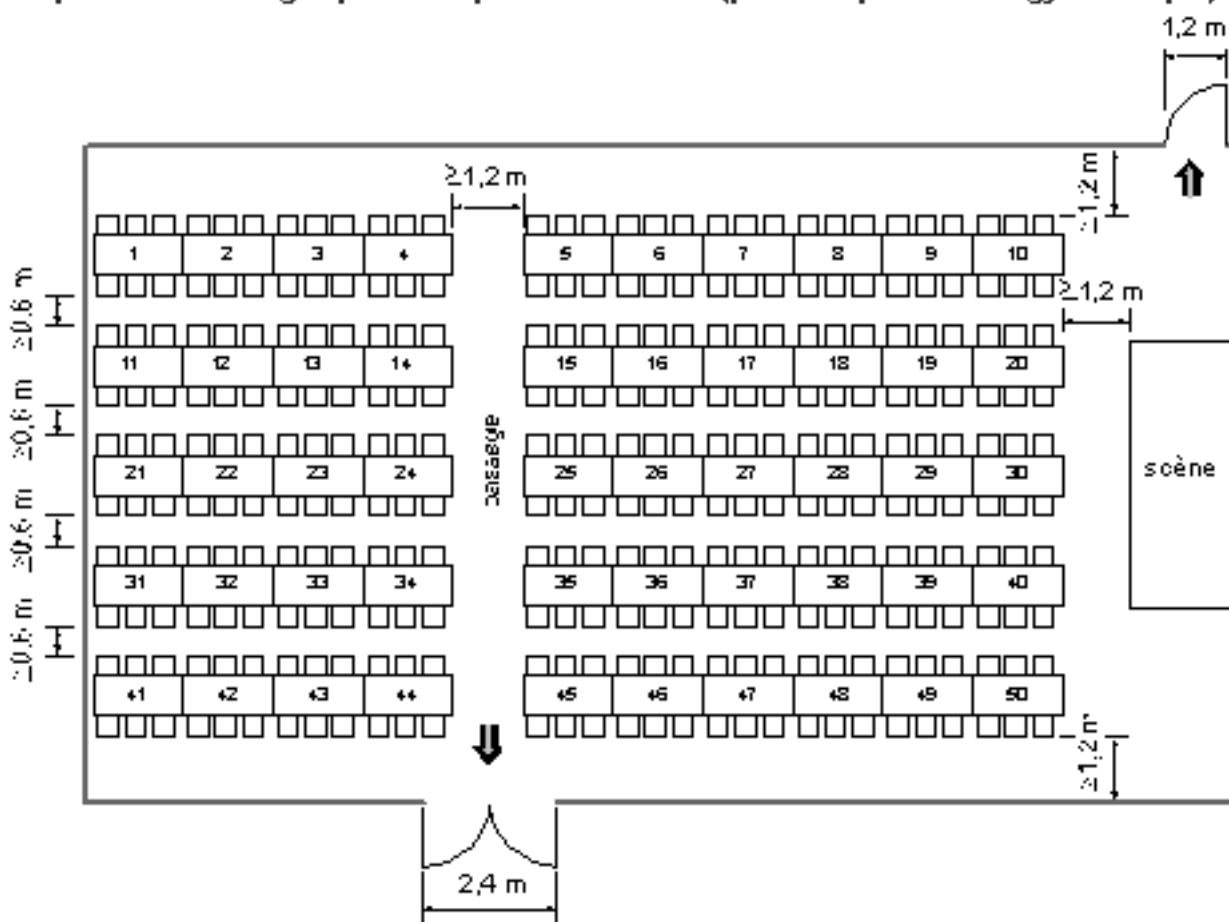 1,2 m
≥1,2 m
≥1,2 m
1 2 3 4 5 6 7 8 9 10
≥0,6 m
≥1,2 m
11 12 13 14 15 16 17 18 19 20
≥0,6 m
passage
21 22 23 24 25 26 27 28 29 30
scène
≥0,6 m
31 32 33 34 35 36 37 38 39 40
≥0,6 m
41 42 43 44 45 46 47 48 49 50
≥1,2 m
2,4 m